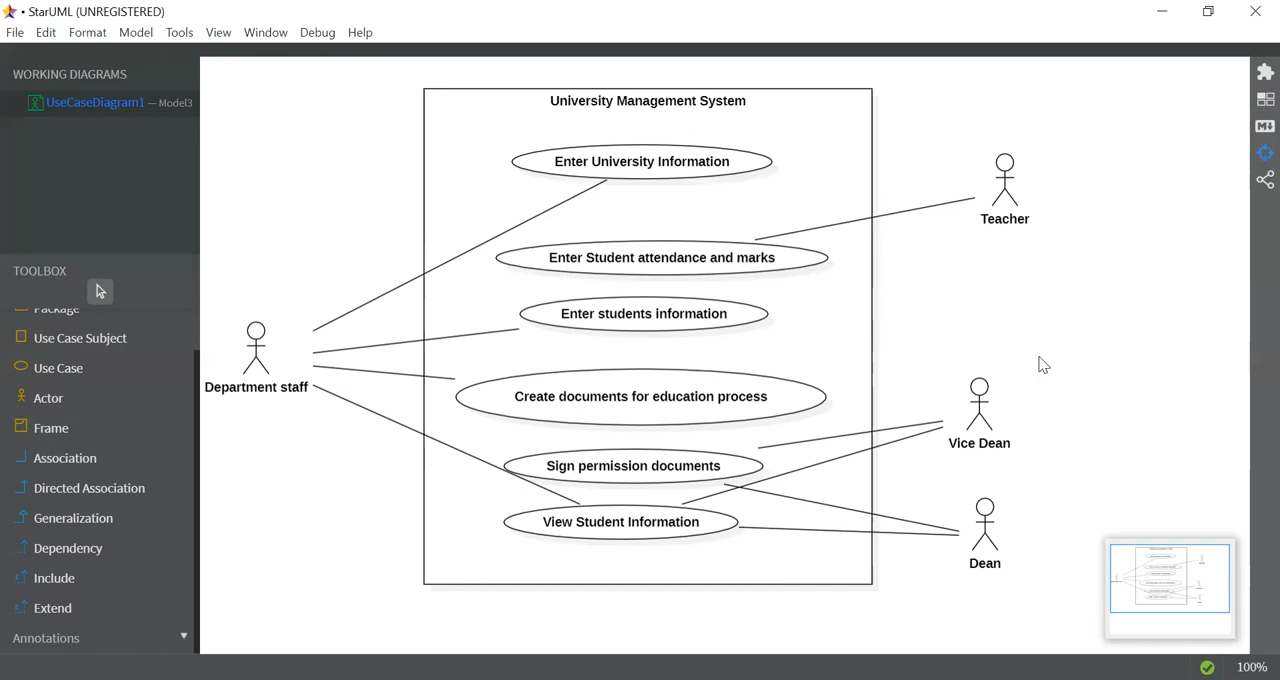 • StarUML (UNREGISTERED)
File Edit Format Model Tools View Window Debug Help
WORKING DIAGRAMS
UseCaseDiagram1 — Model3
TOOLBOX
Package
Use Case Subject
Use Case
Actor
Frame
Association
Directed Association
Generalization
Dependency
Include
Extend
Annotations
University Management System
Enter University Information
Enter Student attendance and marks
Enter students information
Create documents for education process
Sign permission documents
View Student Information
Department staff
Teacher
Vice Dean
Dean
M
100%